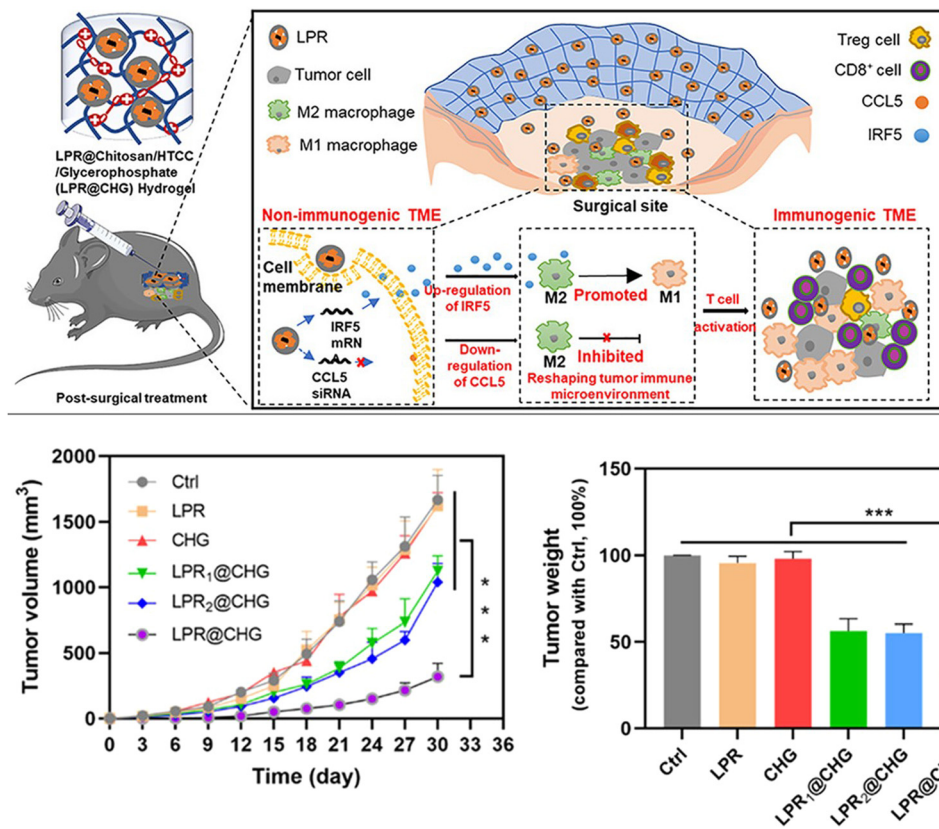 LPR@Chitosan/HTCC
/Glycerophosphate
(LPR@CHG) Hydrogel
Post-surgical treatment
LPR
Tumor cell
M2 macrophage
M1 macrophage
Treg cell
CD8⁺ cell
CCL5
IRF5
Surgical site
Non-immunogenic TME
Immunogenic TME
Cell
membrane
IRF5
mRN
CCL5
siRNA
Up-regulation
of IRF5
Down-
regulation
of CCL5
M2
Promoted
M1
M2
Inhibited
Reshaping tumor immune
microenvironment
T cell
activation
Tumor volume (mm³)
2000
1500
1000
500
0
Ctrl
LPR
CHG
LPR₁@CHG
LPR₂@CHG
LPR@CHG
***
0 3 6 9 12 15 18 21 24 27 30 33 36
Time (day)
Tumor weight
(compared with Ctrl, 100%)
150
100
50
0
***
Ctrl
LPR
CHG
LPR₁@CHG
LPR₂@CHG
LPR@C